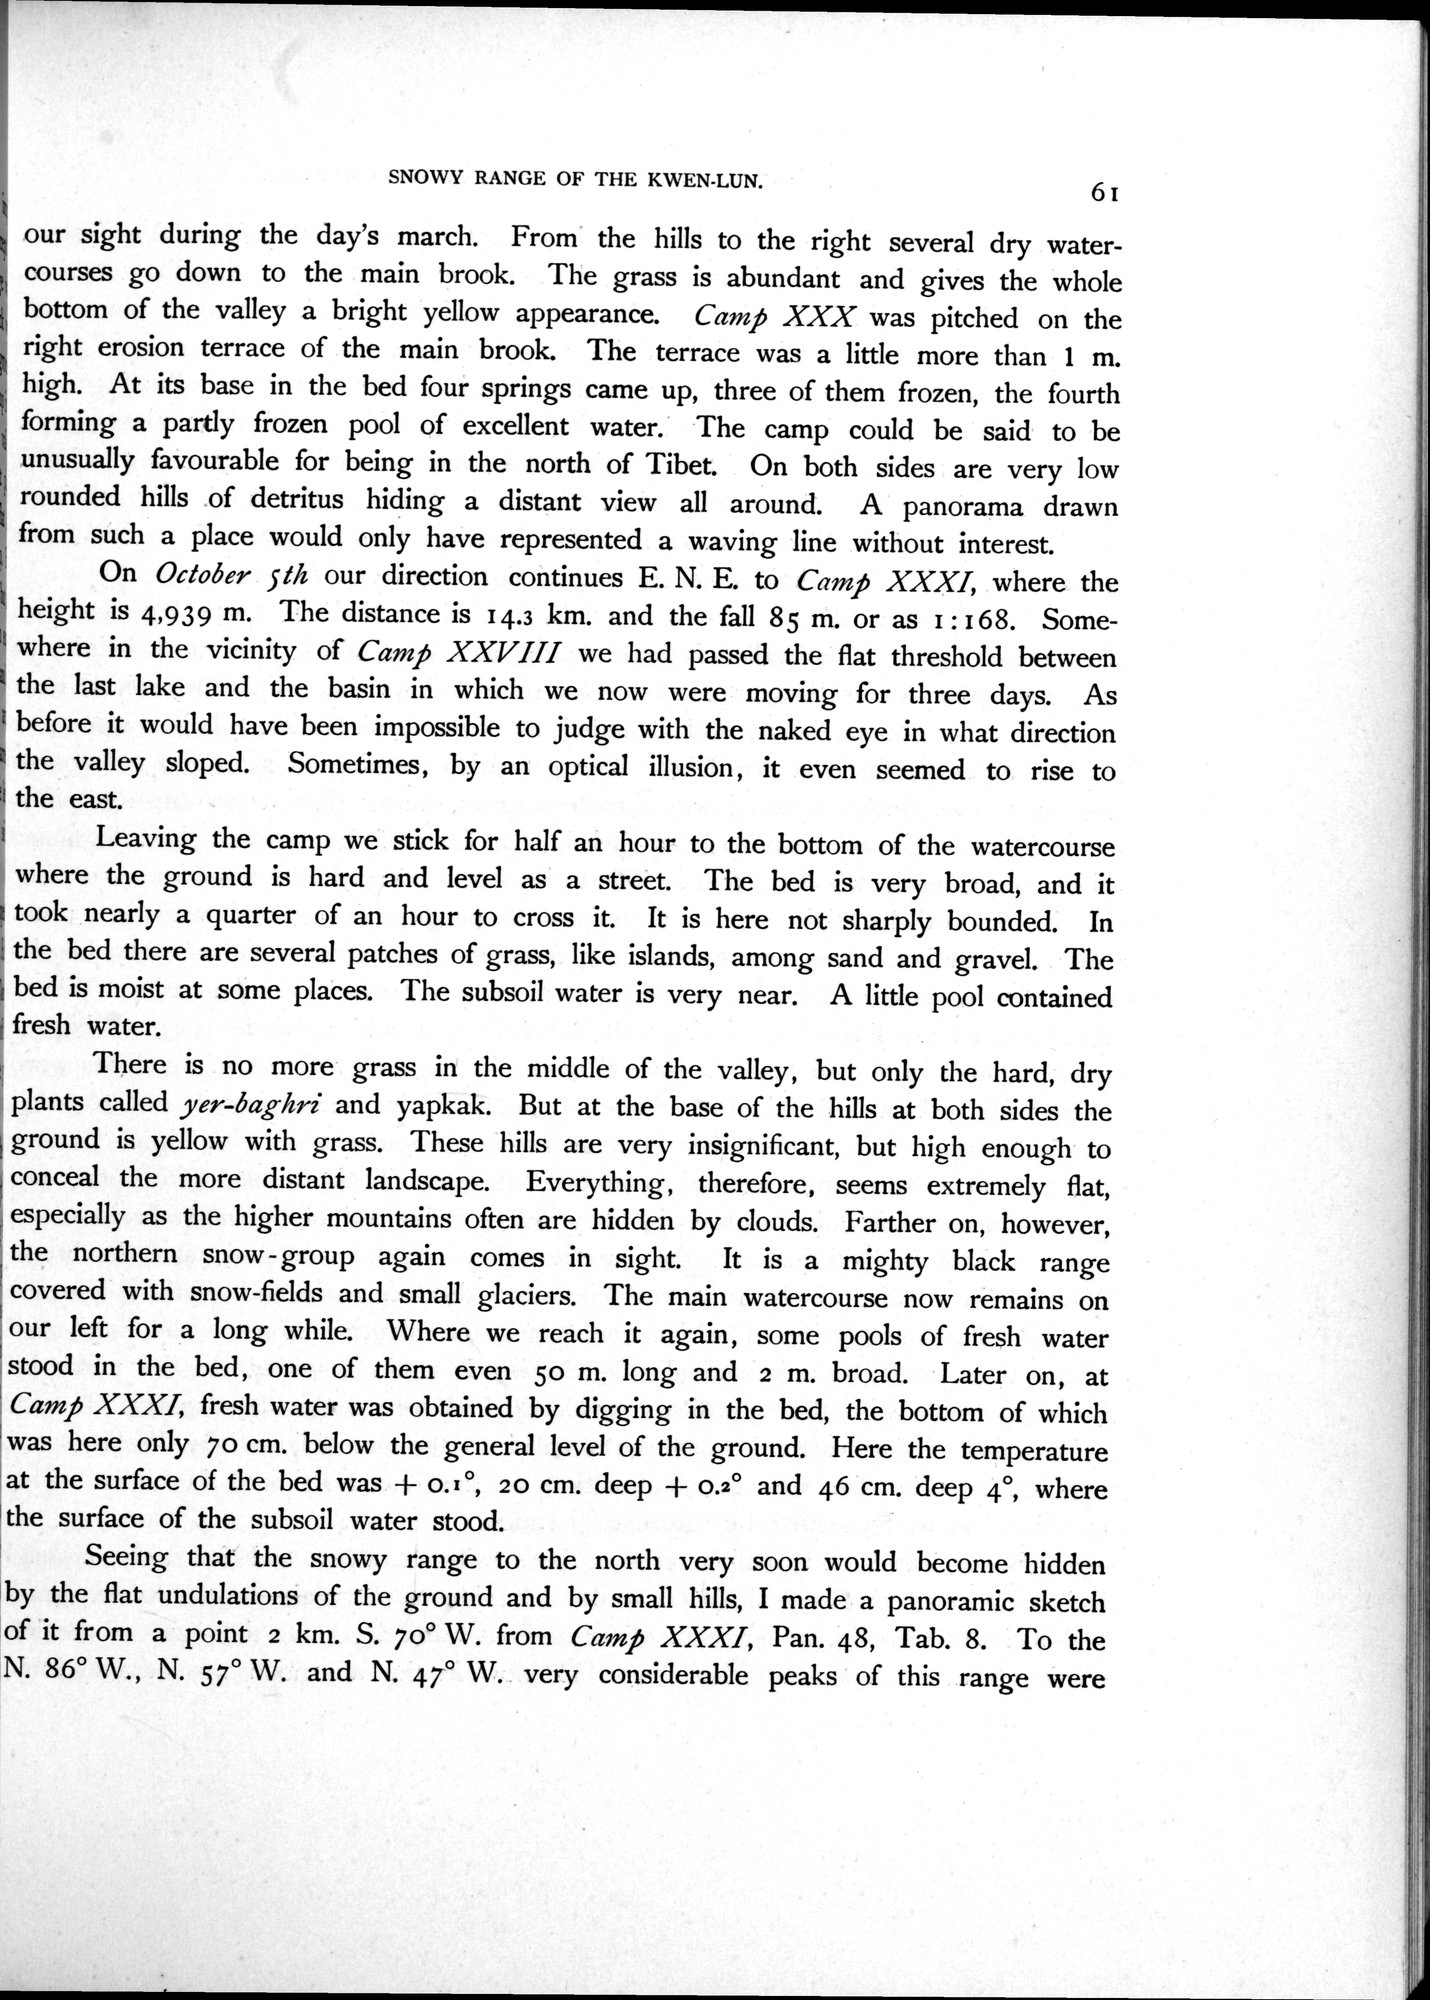 SNOWY RANGE OF THE KWEN-LUN.
61
our sight during the day's march. From the hills to the right several dry water-
courses go down to the main brook. The grass is abundant and gives the whole
bottom of the valley a bright yellow appearance. Camp XXX was pitched on the
right erosion terrace of the main brook. The terrace was a little more than 1 m.
high. At its base in the bed four springs came up, three of them frozen, the fourth
forming a partly frozen pool of excellent water. The camp could be said to be
unusually favourable for being in the north of Tibet. On both sides are very low
rounded hills of detritus hiding a distant view all around. A panorama drawn
from such a place would only have represented a waving line without interest.
On October 5th our direction continues E. N. E. to Camp XXXI, where the
height is 4,939 m. The distance is 14.3 km. and the fall 85 m. or as 1:168. Some-
where in the vicinity of Camp XXVIII we had passed the flat threshold between
the last lake and the basin in which we now were moving for three days. As
before it would have been impossible to judge with the naked eye in what direction
the valley sloped. Sometimes, by an optical illusion, it even seemed to rise to
the east.
Leaving the camp we stick for half an hour to the bottom of the watercourse
where the ground is hard and level as a street. The bed is very broad, and it
took nearly a quarter of an hour to cross it. It is here not sharply bounded. In
the bed there are several patches of grass, like islands, among sand and gravel. The
bed is moist at some places. The subsoil water is very near. A little pool contained
fresh water.
There is no more grass in the middle of the valley, but only the hard, dry
plants called yer-baghri and yapkak. But at the base of the hills at both sides the
ground is yellow with grass. These hills are very insignificant, but high enough to
conceal the more distant landscape. Everything, therefore, seems extremely flat,
especially as the higher mountains often are hidden by clouds. Farther on, however,
the northern snow-group again comes in sight. It is a mighty black range
covered with snow-fields and small glaciers. The main watercourse now remains on
our left for a long while. Where we reach it again, some pools of fresh water
stood in the bed, one of them even 50 m. long and 2 m. broad. Later on, at
Camp XXXI, fresh water was obtained by digging in the bed, the bottom of which
was here only 70 cm. below the general level of the ground. Here the temperature
at the surface of the bed was + 0.1°, 20 cm. deep + 0.2° and 46 cm. deep 4°, where
the surface of the subsoil water stood.
Seeing that the snowy range to the north very soon would become hidden
by the flat undulations of the ground and by small hills, I made a panoramic sketch
of it from a point 2 km. S. 70° W. from Camp XXXI, Pan. 48, Tab. 8. To the
N. 86° W., N. 57° W. and N. 47° W. very considerable peaks of this range were